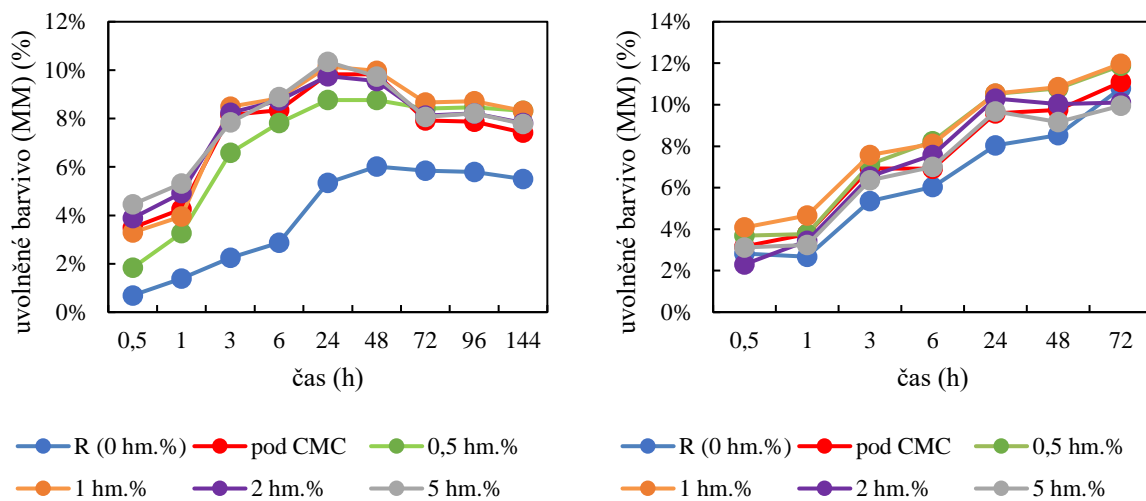 uvolněné barvivo (MM) (%)
12%
10%
8%
6%
4%
2%
0%
0,5 1 3 6 24 48 72 96 144
čas (h)
R (0 hm.%) pod CMC 0,5 hm.%
1 hm.% 2 hm.% 5 hm.%
uvolněné barvivo (MM) (%)
14%
12%
10%
8%
6%
4%
2%
0%
0,5 1 3 6 24 48 72
čas (h)
R (0 hm.%) pod CMC 0,5 hm.%
1 hm.% 2 hm.% 5 hm.%